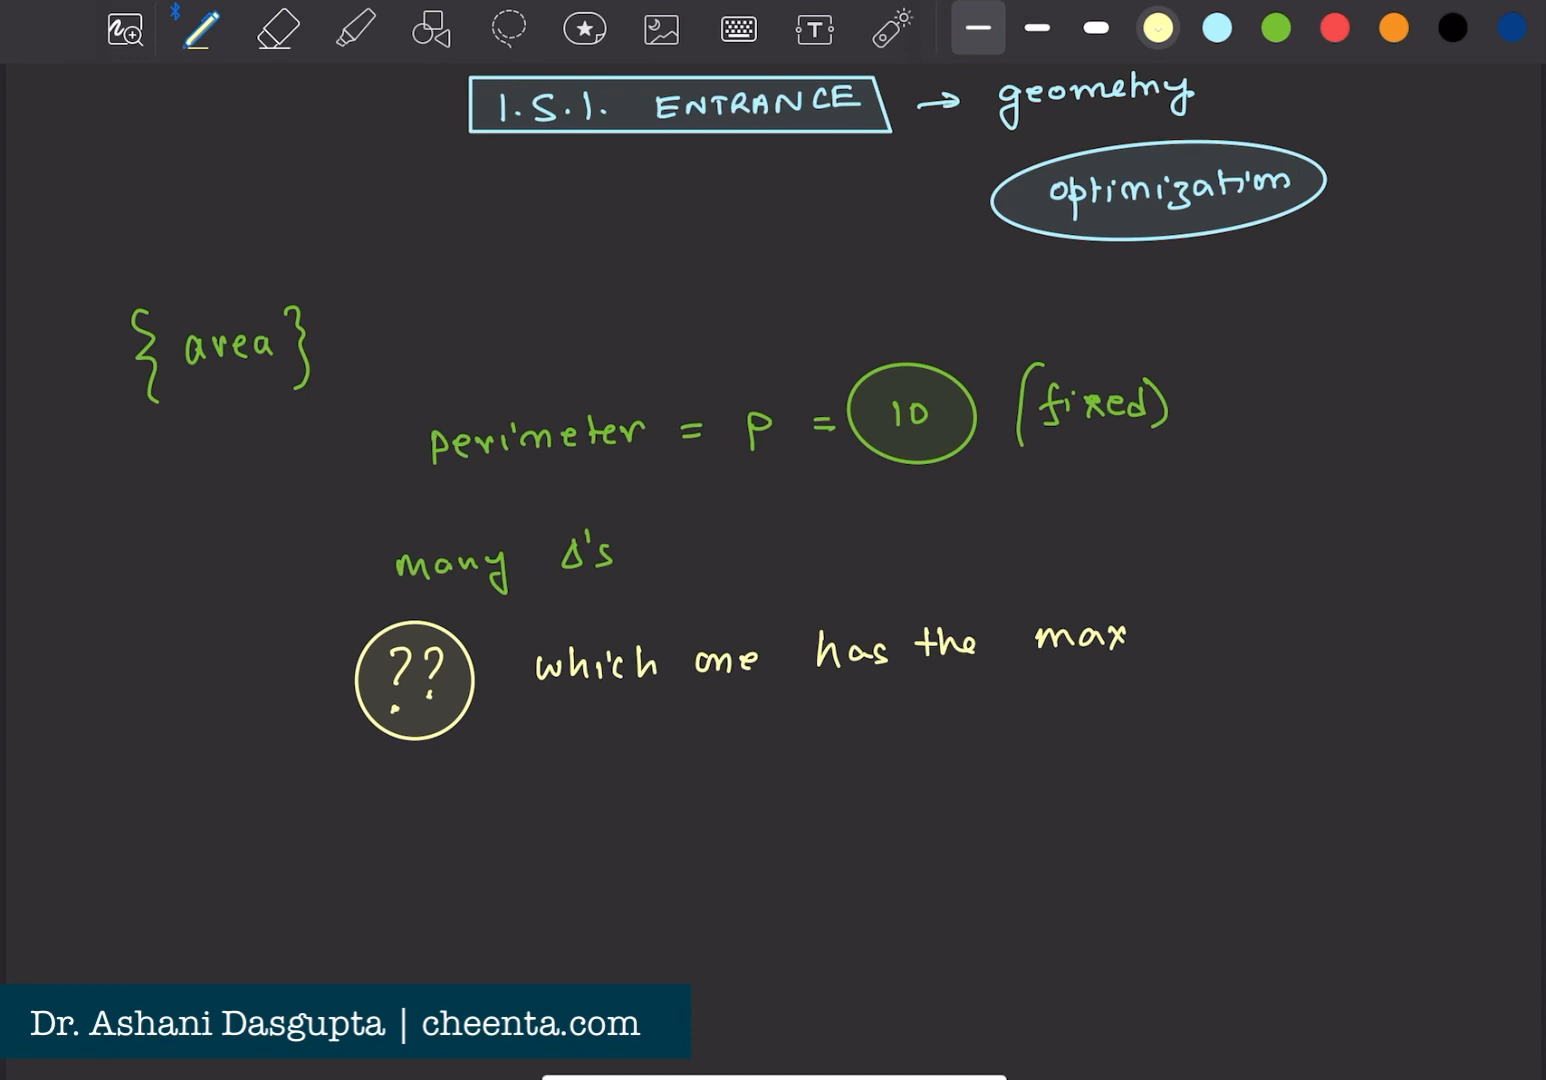 I.S.I. ENTRANCE → geometry
optimization
{ area }
perimeter = P = 10 (fixed)
many Δ's
?? which one has the max
Dr. Ashani Dasgupta | cheenta.com